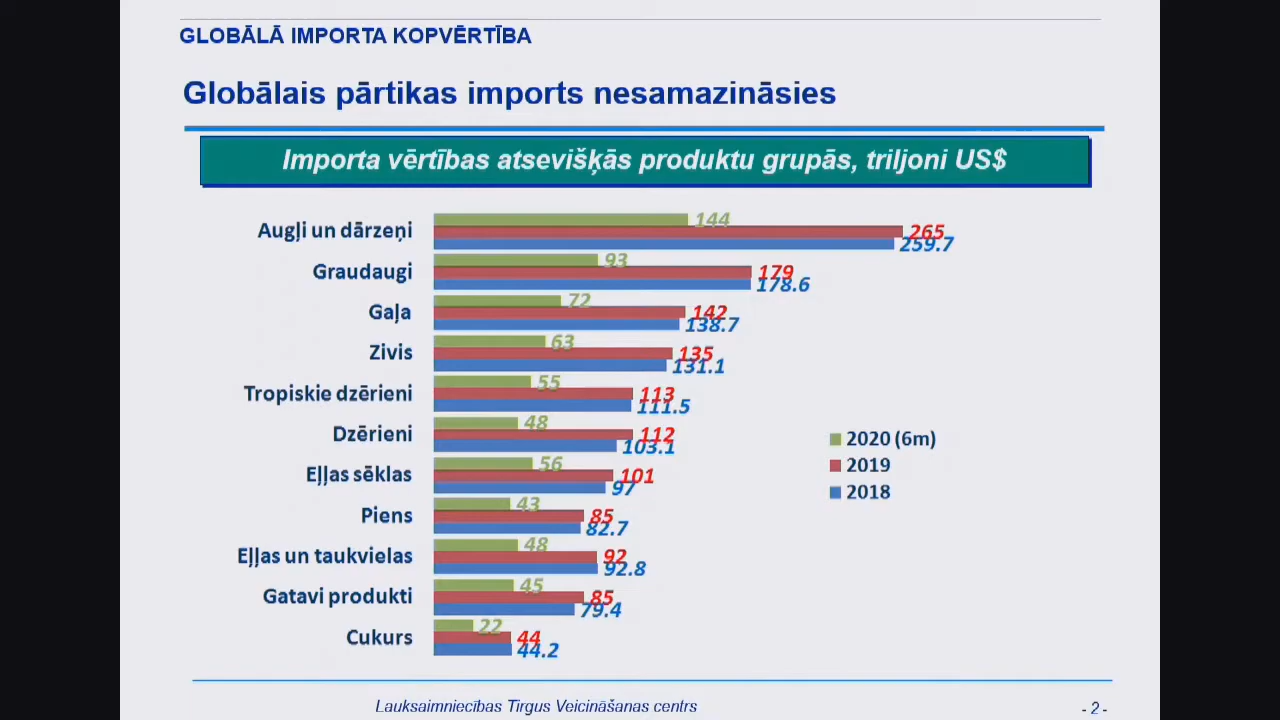 GLOBĀLĀ IMPORTA KOPVĒRTĪBA
Globālais pārtikas imports nesamazināsies
Importa vērtības atsevišķās produktu grupās, triljoni US$
Augļi un dārzeņi
144
265
259.7
Graudaugi
93
179
178.6
Gaļa
72
142
138.7
Zivis
63
135
131.1
Tropiskie dzērieni
55
113
111.5
Dzērieni
48
112
103.1
Eļļas sēklas
56
101
97
Piens
43
85
82.7
Eļļas un taukvielas
48
92
92.8
Gatavi produkti
45
85
79.4
Cukurs
22
44
44.2
2020 (6m)
2019
2018
Lauksaimniecības Tirgus Veicināšanas centrs
- 2 -